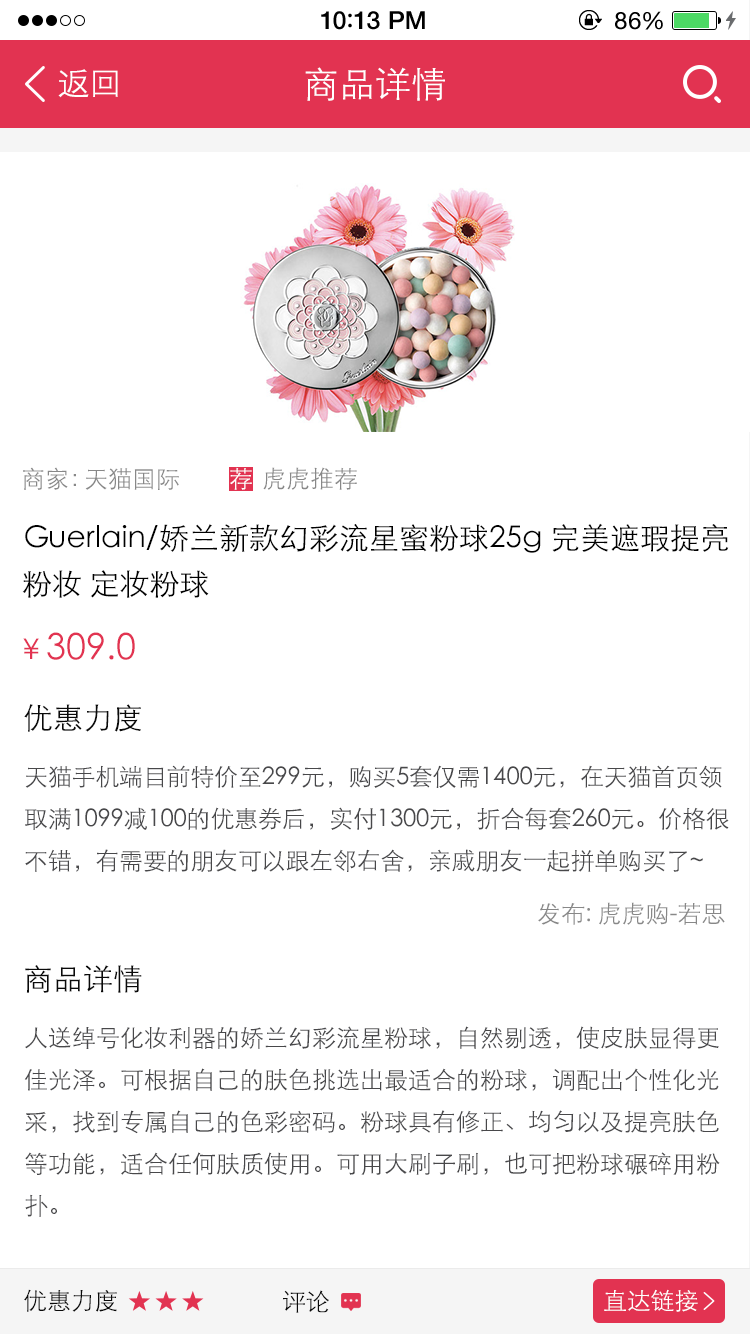 10:13 PM
86%
返回
商品详情
Guerlain
商家: 天猫国际
荐 虎虎推荐
Guerlain/娇兰新款幻彩流星蜜粉球25g 完美遮瑕提亮
粉妆 定妆粉球
¥309.0
优惠力度
天猫手机端目前特价至299元，购买5套仅需1400元，在天猫首页领
取满1099减100的优惠券后，实付1300元，折合每套260元。价格很
不错，有需要的朋友可以跟左邻右舍，亲戚朋友一起拼单购买了~
发布: 虎虎购-若思
商品详情
人送绰号化妆利器的娇兰幻彩流星粉球，自然剔透，使皮肤显得更
佳光泽。可根据自己的肤色挑选出最适合的粉球，调配出个性化光
采，找到专属自己的色彩密码。粉球具有修正、均匀以及提亮肤色
等功能，适合任何肤质使用。可用大刷子刷，也可把粉球碾碎用粉
扑。
优惠力度
评论
直达链接